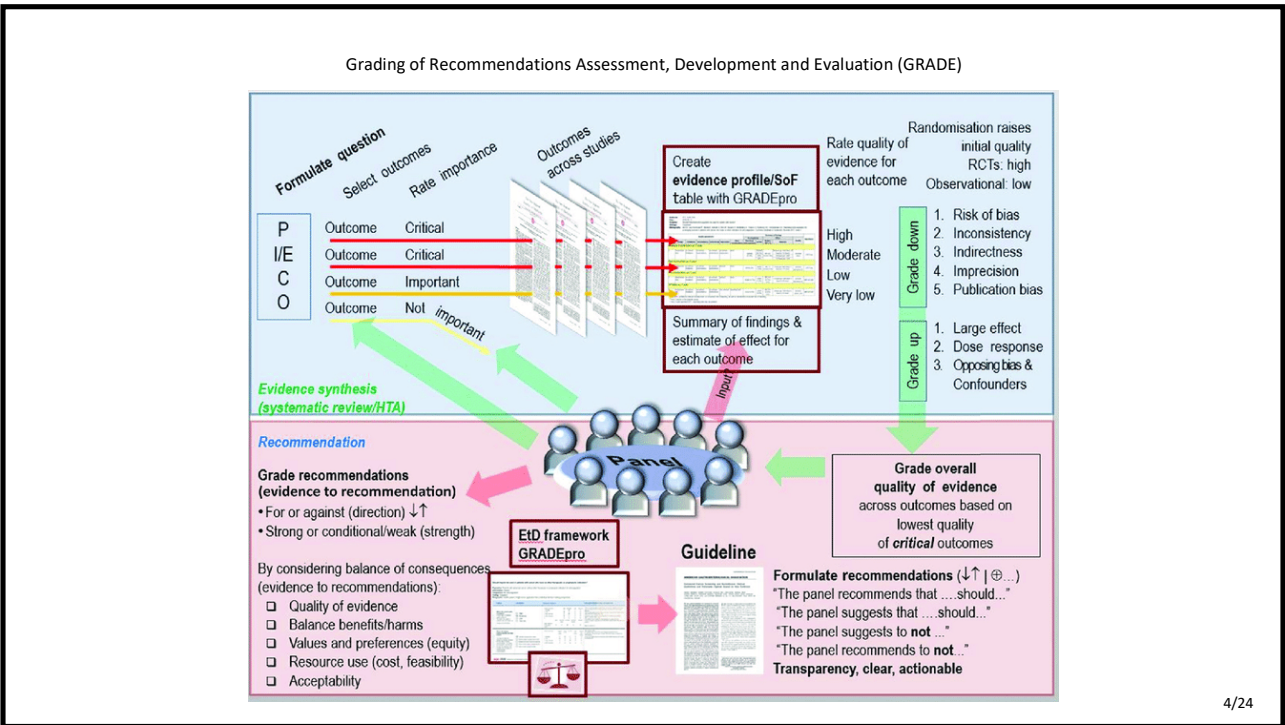 Grading of Recommendations Assessment, Development and Evaluation (GRADE)
Formulate question
Select outcomes
Rate importance
Outcomes
across studies
P
I/E
C
O
Outcome Critical
Outcome Critical
Outcome Important
Outcome Not important
Create
evidence profile/SoF
table with GRADEpro
Summary of findings &
estimate of effect for
each outcome
Rate quality of
evidence for
each outcome
High
Moderate
Low
Very low
Randomisation raises
initial quality
RCTs: high
Observational: low
Grade down
1. Risk of bias
2. Inconsistency
3. Indirectness
4. Imprecision
5. Publication bias
Grade up
1. Large effect
2. Dose response
3. Opposing bias &
Confounders
Evidence synthesis
(systematic review/HTA)
Input?
Panel
Recommendation
Grade recommendations
(evidence to recommendation)
• For or against (direction) ↓↑
• Strong or conditional/weak (strength)
By considering balance of consequences
(evidence to recommendations):
❑ Quality of evidence
❑ Balance benefits/harms
❑ Values and preferences (equity)
❑ Resource use (cost, feasibility)
❑ Acceptability
EtD framework
GRADEpro
Guideline
Grade overall
quality of evidence
across outcomes based on
lowest quality
of critical outcomes
Formulate recommendations (↓↑ | ⊕...)
“The panel recommends that ....should...”
“The panel suggests that ....should...”
“The panel suggests to not ...”
“The panel recommends to not...”
Transparency, clear, actionable
4/24